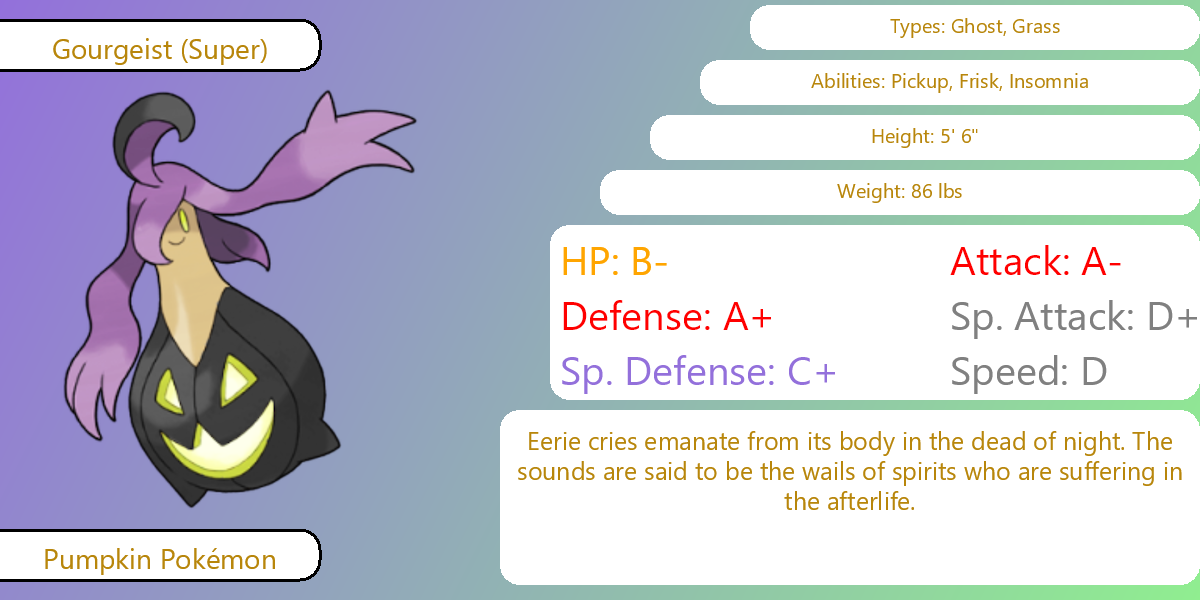 Gourgeist (Super)
Types: Ghost, Grass
Abilities: Pickup, Frisk, Insomnia
Height: 5' 6"
Weight: 86 lbs
HP: B-
Attack: A-
Defense: A+
Sp. Attack: D+
Sp. Defense: C+
Speed: D
Eerie cries emanate from its body in the dead of night. The
sounds are said to be the wails of spirits who are suffering in
the afterlife.
Pumpkin Pokémon